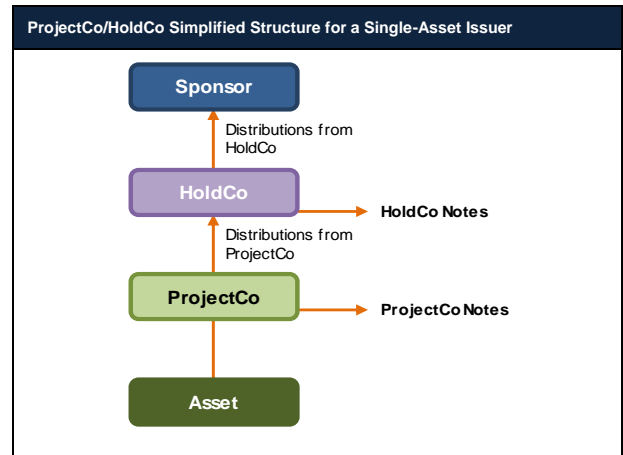 ProjectCo/HoldCo Simplified Structure for a Single-Asset Issuer
Sponsor
Distributions from
HoldCo
HoldCo
HoldCo Notes
Distributions from
ProjectCo
ProjectCo
ProjectCo Notes
Asset